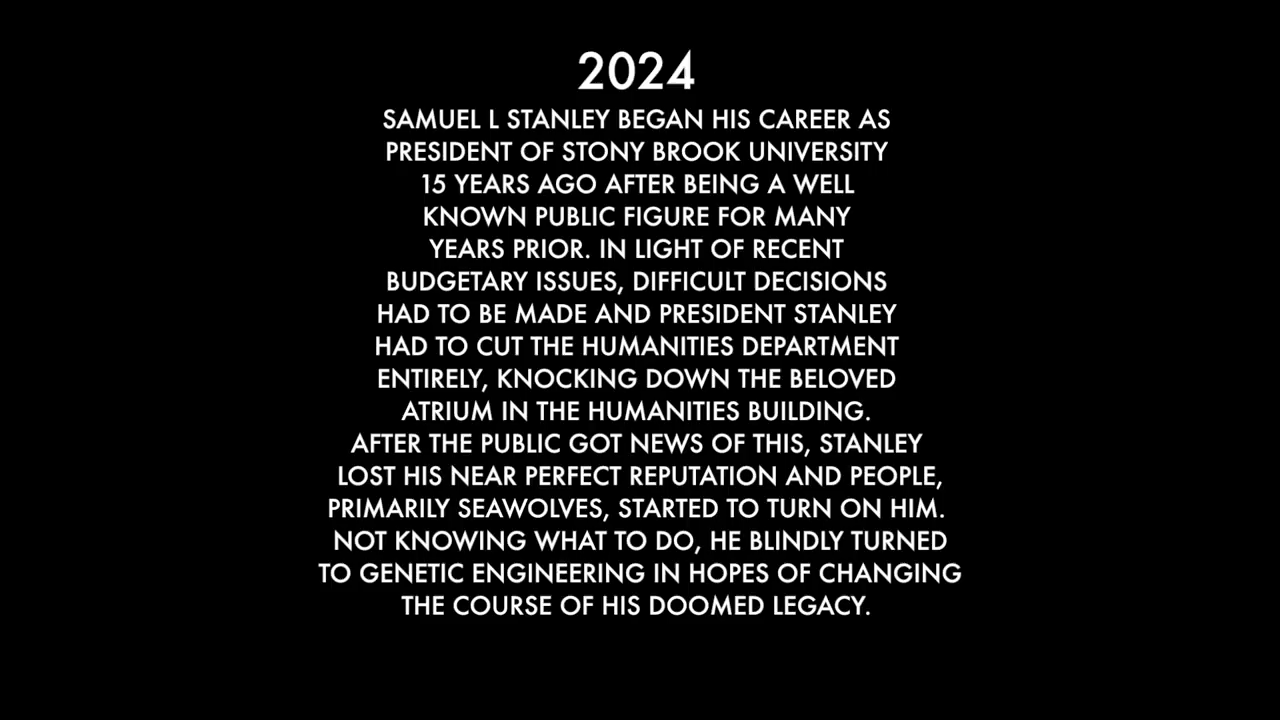 2024
SAMUEL L STANLEY BEGAN HIS CAREER AS
PRESIDENT OF STONY BROOK UNIVERSITY
15 YEARS AGO AFTER BEING A WELL
KNOWN PUBLIC FIGURE FOR MANY
YEARS PRIOR. IN LIGHT OF RECENT
BUDGETARY ISSUES, DIFFICULT DECISIONS
HAD TO BE MADE AND PRESIDENT STANLEY
HAD TO CUT THE HUMANITIES DEPARTMENT
ENTIRELY, KNOCKING DOWN THE BELOVED
ATRIUM IN THE HUMANITIES BUILDING.
AFTER THE PUBLIC GOT NEWS OF THIS, STANLEY
LOST HIS NEAR PERFECT REPUTATION AND PEOPLE,
PRIMARILY SEAWOLVES, STARTED TO TURN ON HIM.
NOT KNOWING WHAT TO DO, HE BLINDLY TURNED
TO GENETIC ENGINEERING IN HOPES OF CHANGING
THE COURSE OF HIS DOOMED LEGACY.